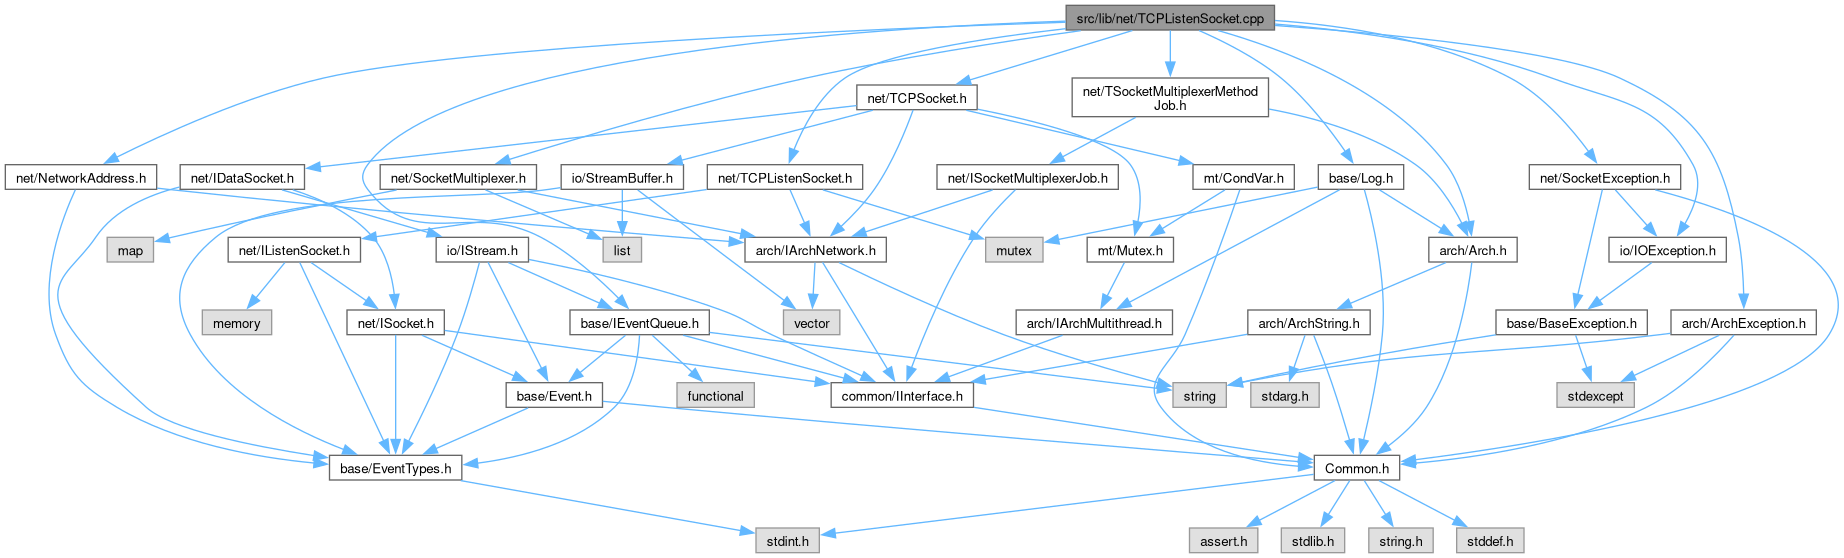 src/lib/net/TCPListenSocket.cpp
net/TCPSocket.h
net/TSocketMultiplexerMethod
Job.h
net/NetworkAddress.h
net/IDataSocket.h
net/SocketMultiplexer.h
io/StreamBuffer.h
net/TCPListenSocket.h
net/ISocketMultiplexerJob.h
mt/CondVar.h
base/Log.h
net/SocketException.h
map
net/IListenSocket.h
io/IStream.h
list
arch/IArchNetwork.h
mutex
mt/Mutex.h
arch/Arch.h
io/IOException.h
memory
net/ISocket.h
base/IEventQueue.h
vector
arch/IArchMultithread.h
arch/ArchString.h
base/BaseException.h
arch/ArchException.h
base/Event.h
functional
common/IInterface.h
string
stdarg.h
stdexcept
base/EventTypes.h
Common.h
stdint.h
assert.h
stdlib.h
string.h
stddef.h